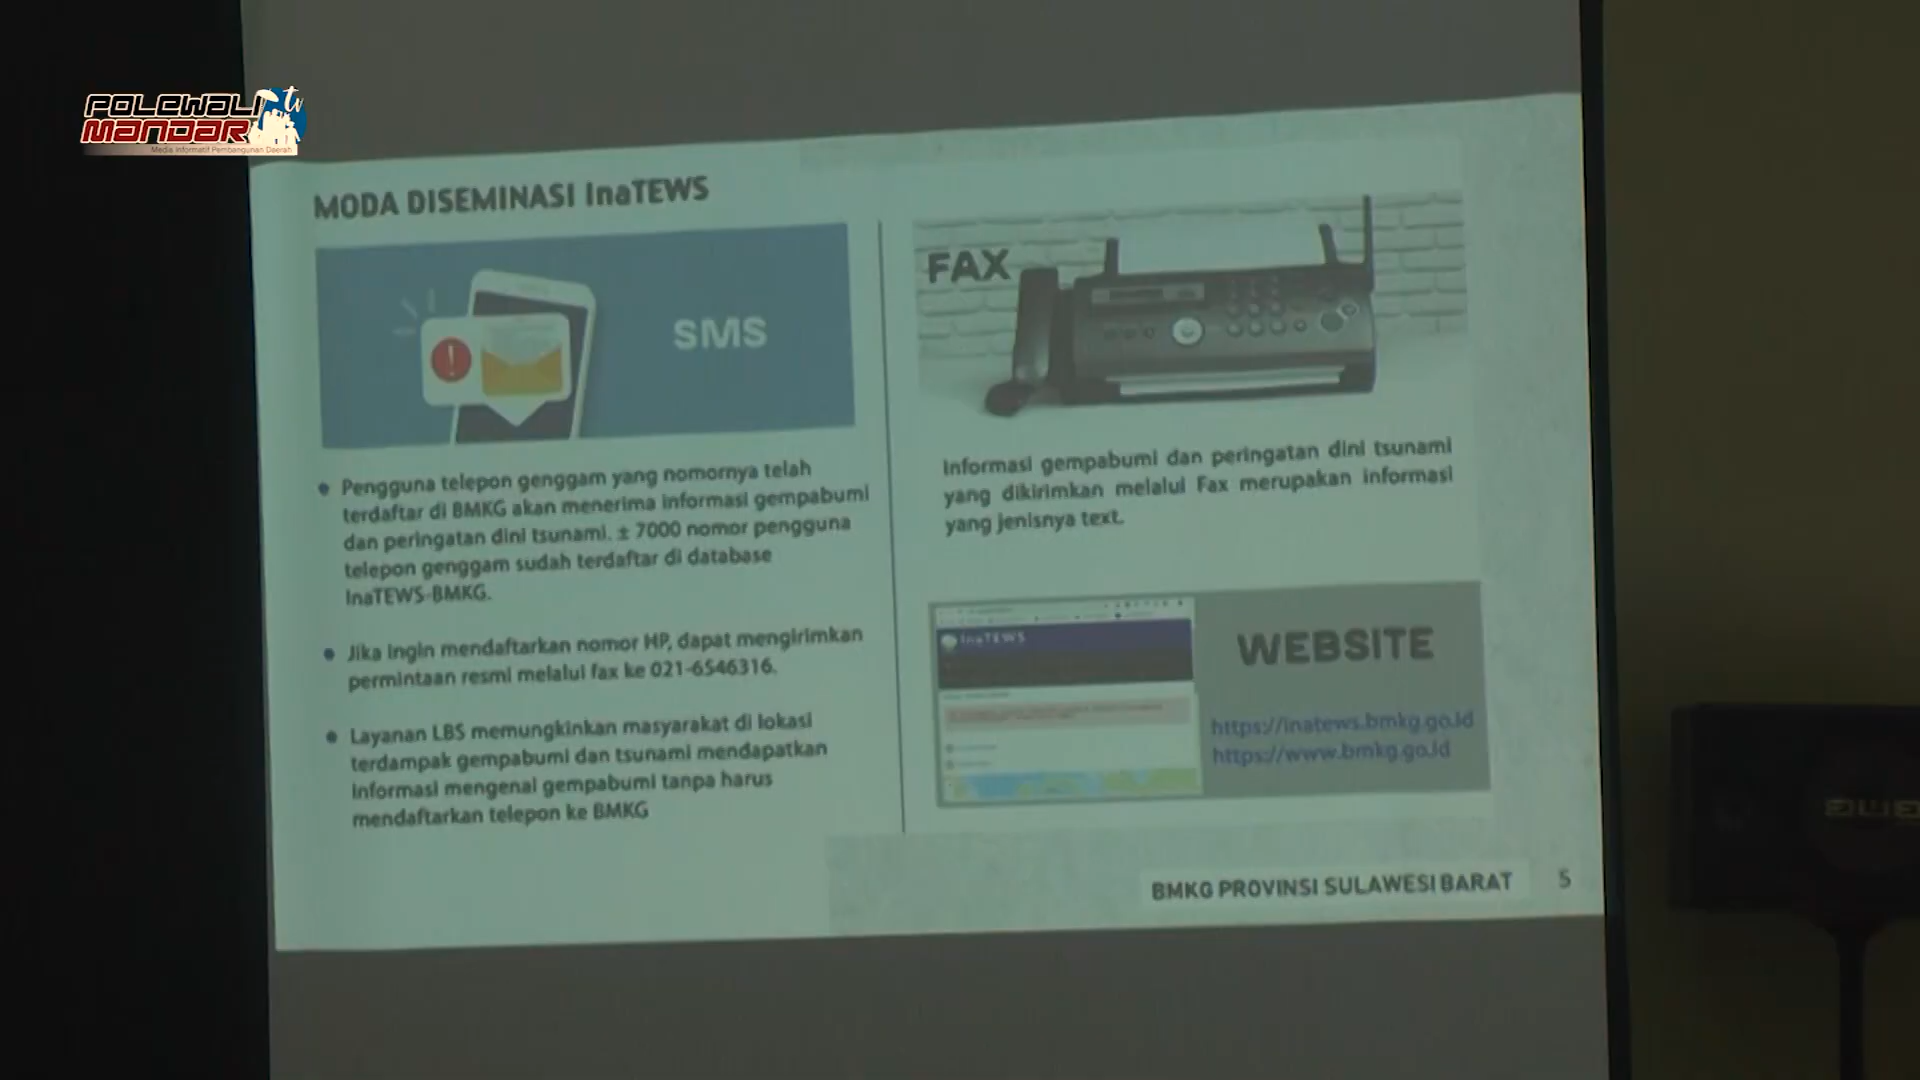 POLEWALI tv
MANDAR
Media Informatif Pembangunan Daerah
MODA DISEMINASI InaTEWS
SMS
• Pengguna telepon genggam yang nomornya telah
terdaftar di BMKG akan menerima informasi gempabumi
dan peringatan dini tsunami. ± 7000 nomor pengguna
telepon genggam sudah terdaftar di database
InaTEWS-BMKG.
• Jika ingin mendaftarkan nomor HP, dapat mengirimkan
permintaan resmi melalui fax ke 021-6546316.
• Layanan LBS memungkinkan masyarakat di lokasi
terdampak gempabumi dan tsunami mendapatkan
informasi mengenai gempabumi tanpa harus
mendaftarkan telepon ke BMKG
FAX
Informasi gempabumi dan peringatan dini tsunami
yang dikirimkan melalui Fax merupakan informasi
yang jenisnya text.
InaTEWS
WEBSITE
https://inatews.bmkg.go.id
https://www.bmkg.go.id
BMKG PROVINSI SULAWESI BARAT 5